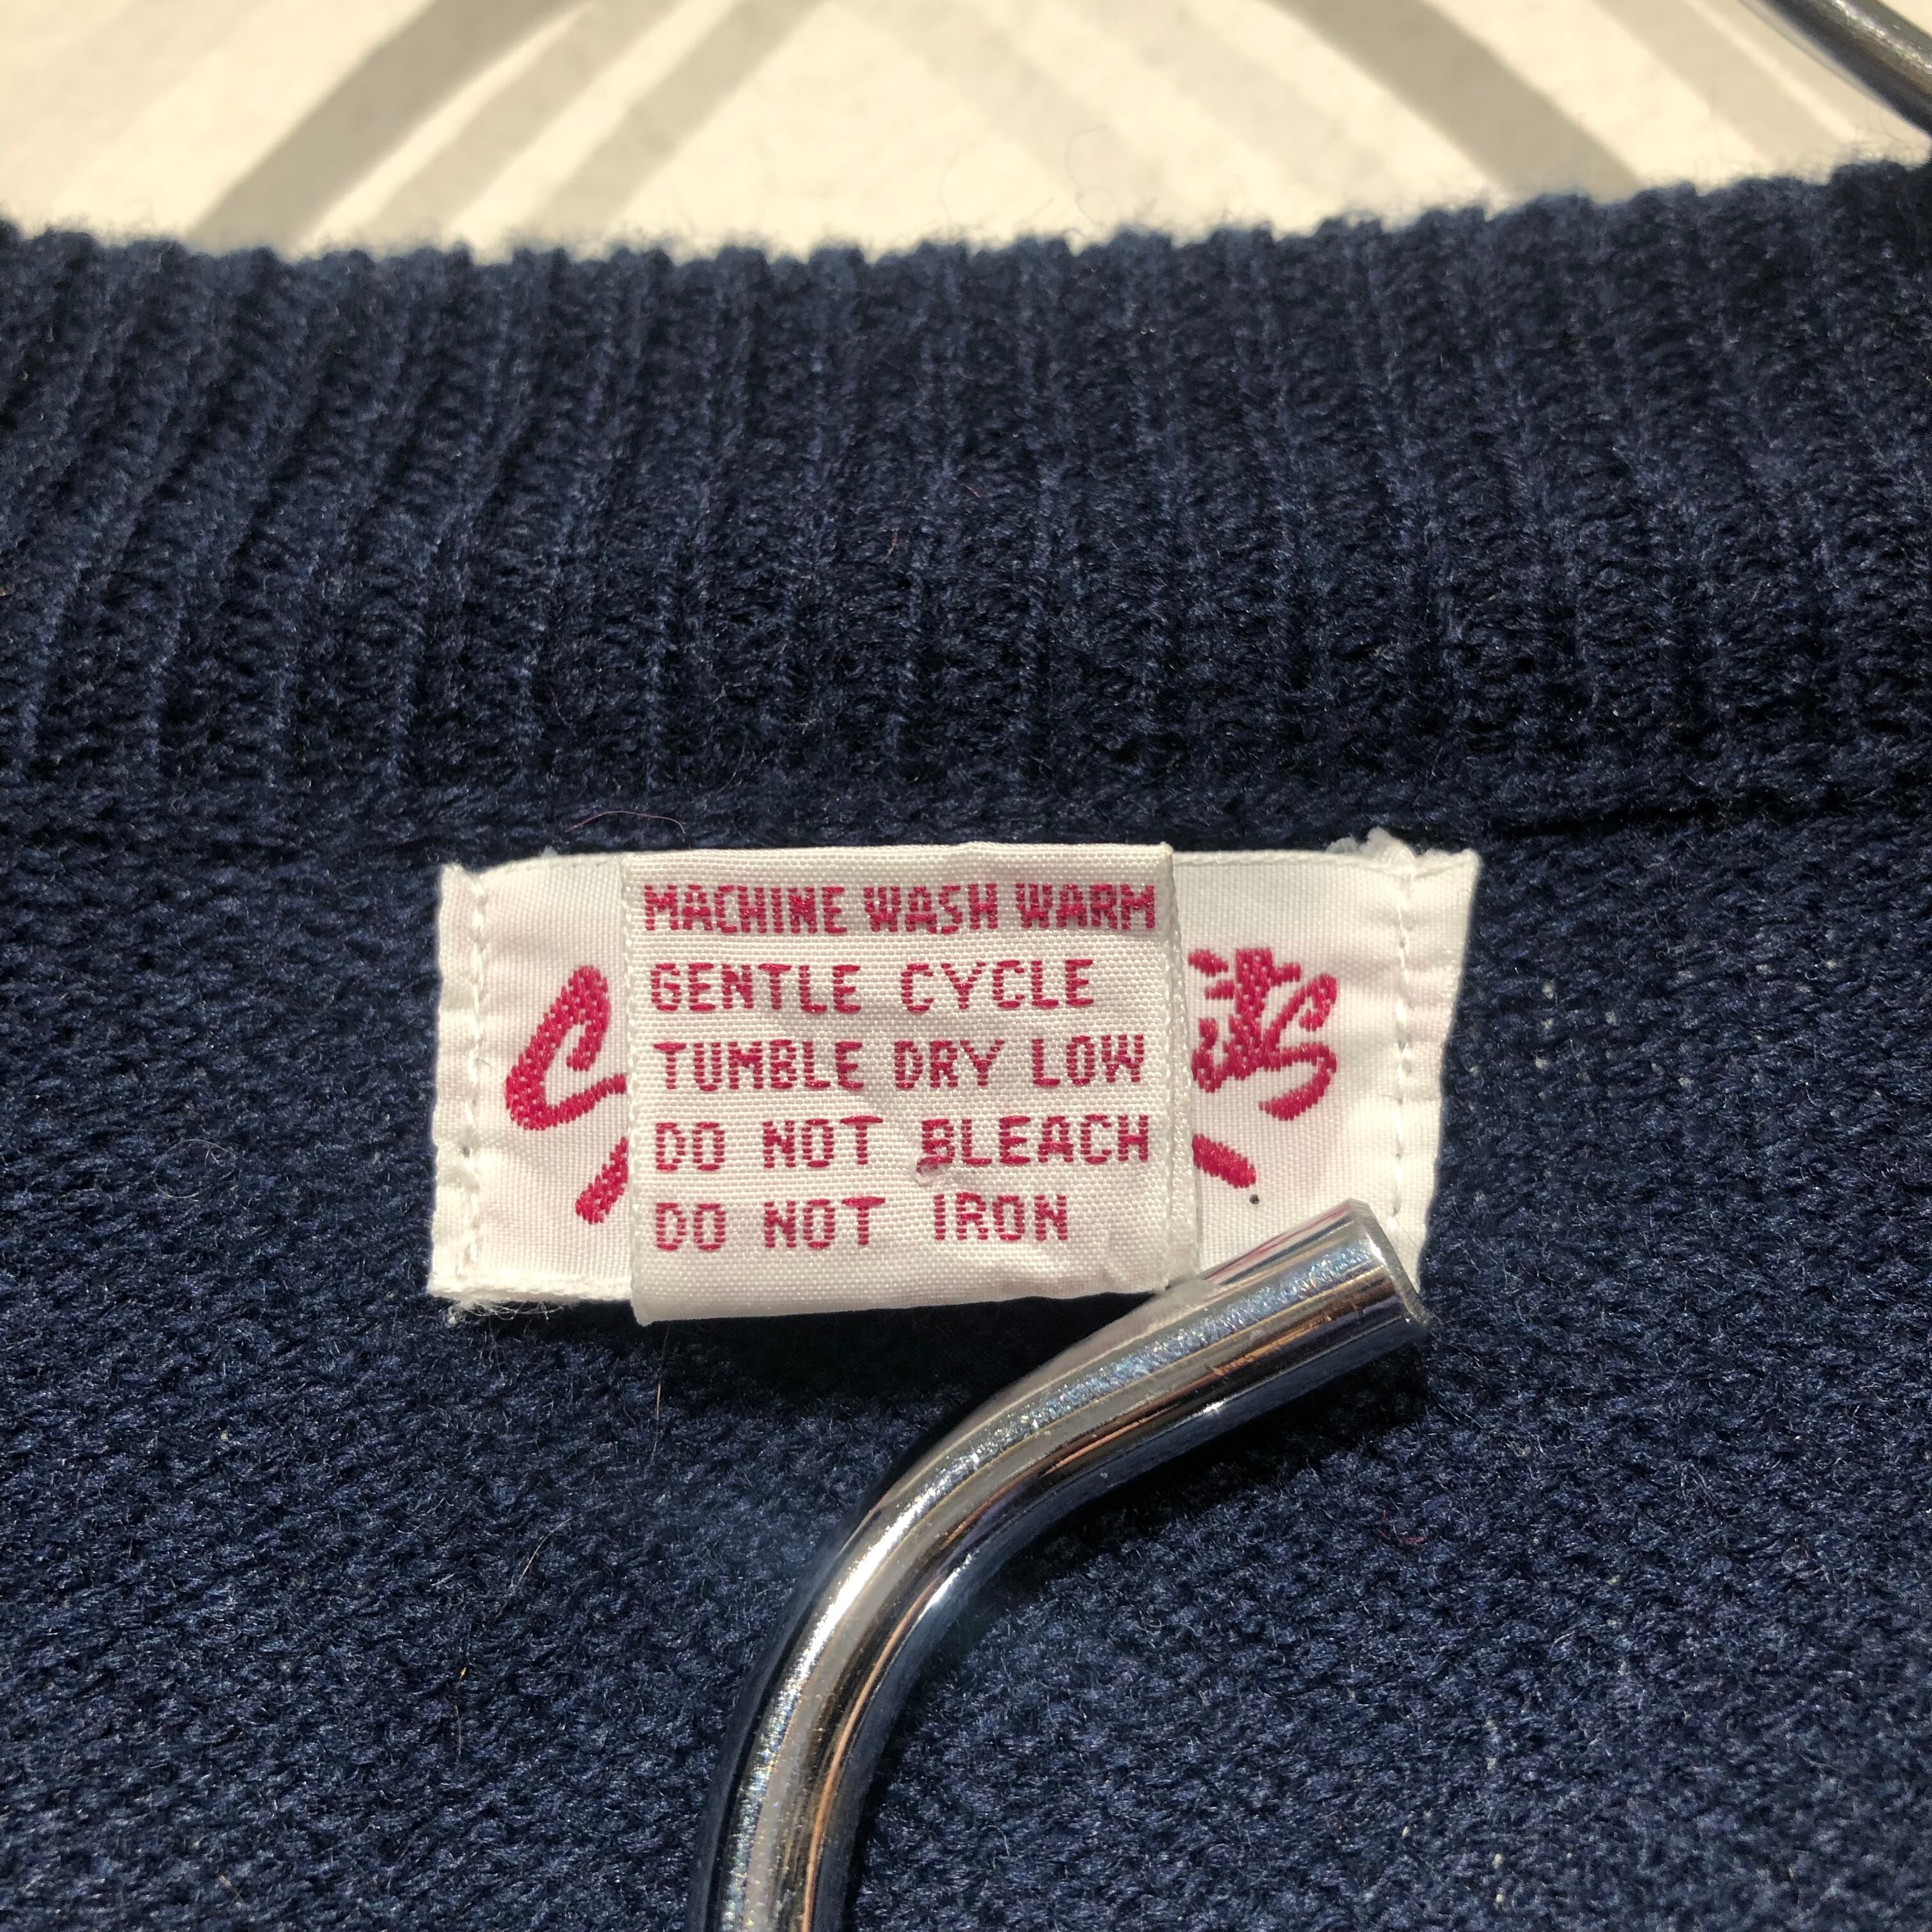 MACHINE WASH WARM
GENTLE CYCLE
TUMBLE DRY LOW
DO NOT BLEACH
DO NOT IRON